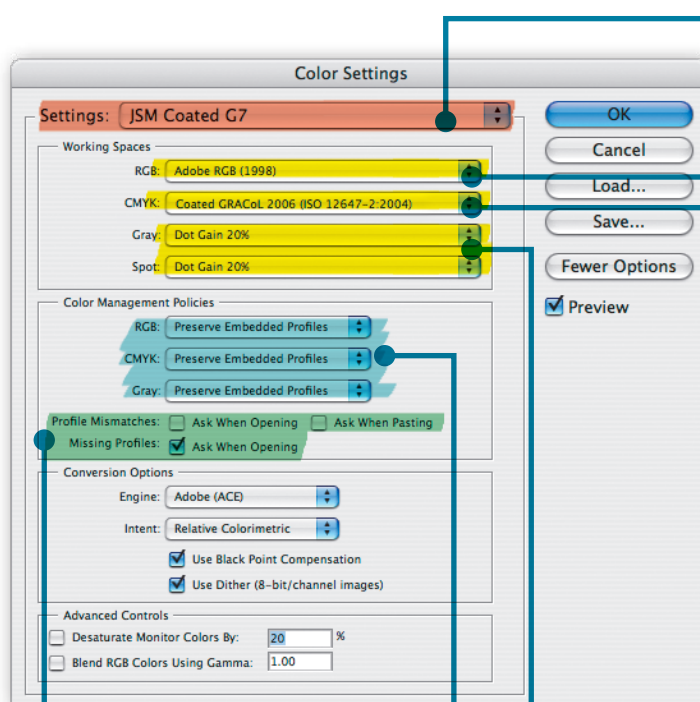 Color Settings
Settings: JSM Coated G7
OK
Working Spaces
Cancel
RGB: Adobe RGB (1998)
Load...
CMYK: Coated GRACoL 2006 (ISO 12647-2:2004)
Save...
Gray: Dot Gain 20%
Spot: Dot Gain 20%
Fewer Options
Color Management Policies
Preview
RGB: Preserve Embedded Profiles
CMYK: Preserve Embedded Profiles
Gray: Preserve Embedded Profiles
Profile Mismatches: Ask When Opening Ask When Pasting
Missing Profiles: Ask When Opening
Conversion Options
Engine: Adobe (ACE)
Intent: Relative Colorimetric
Use Black Point Compensation
Use Dither (8-bit/channel images)
Advanced Controls
Desaturate Monitor Colors By: 20 %
Blend RGB Colors Using Gamma: 1.00